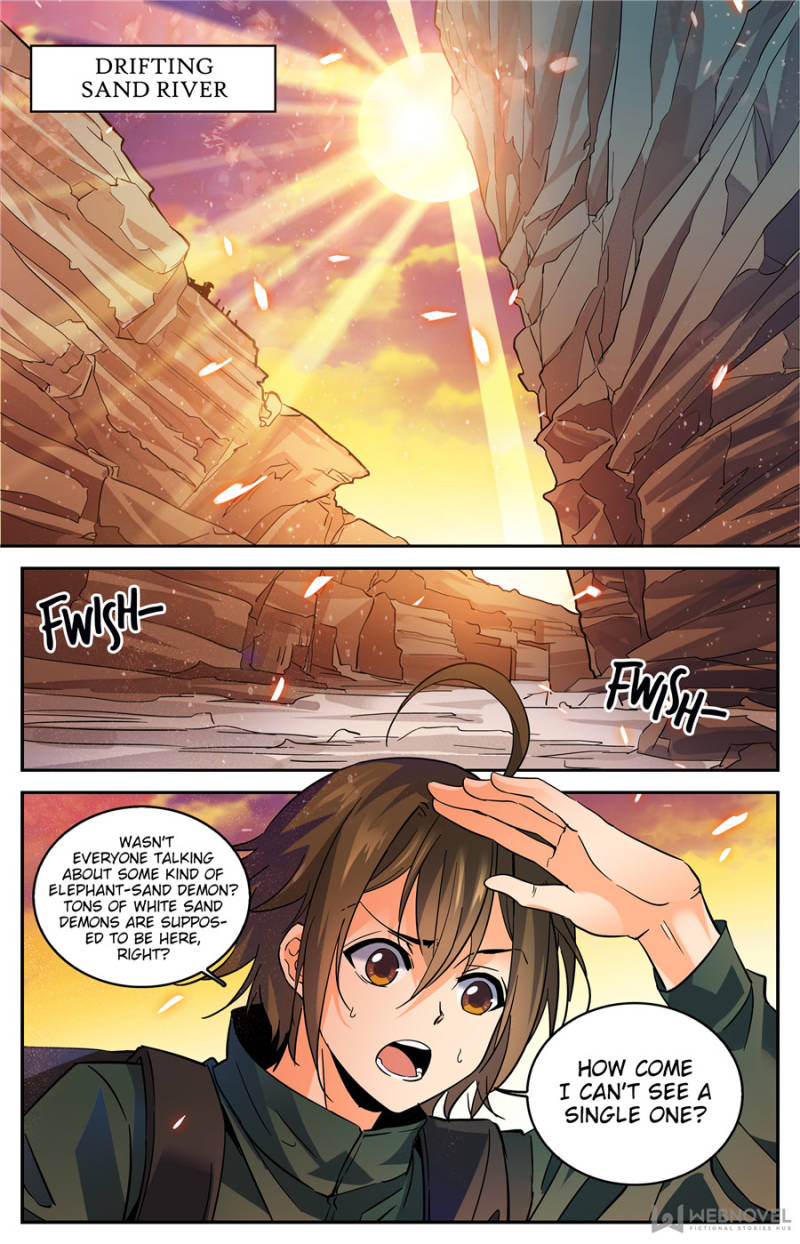 DRIFTING
SAND RIVER
FWISH-
FWISH-
WASN'T
EVERYONE TALKING
ABOUT SOME KIND OF
ELEPHANT-SAND DEMON?
TONS OF WHITE SAND
DEMONS ARE SUPPOS-
ED TO BE HERE,
RIGHT?
HOW COME
I CAN'T SEE A
SINGLE ONE?
WEBNOVEL
FICTIONAL STORIES HUB